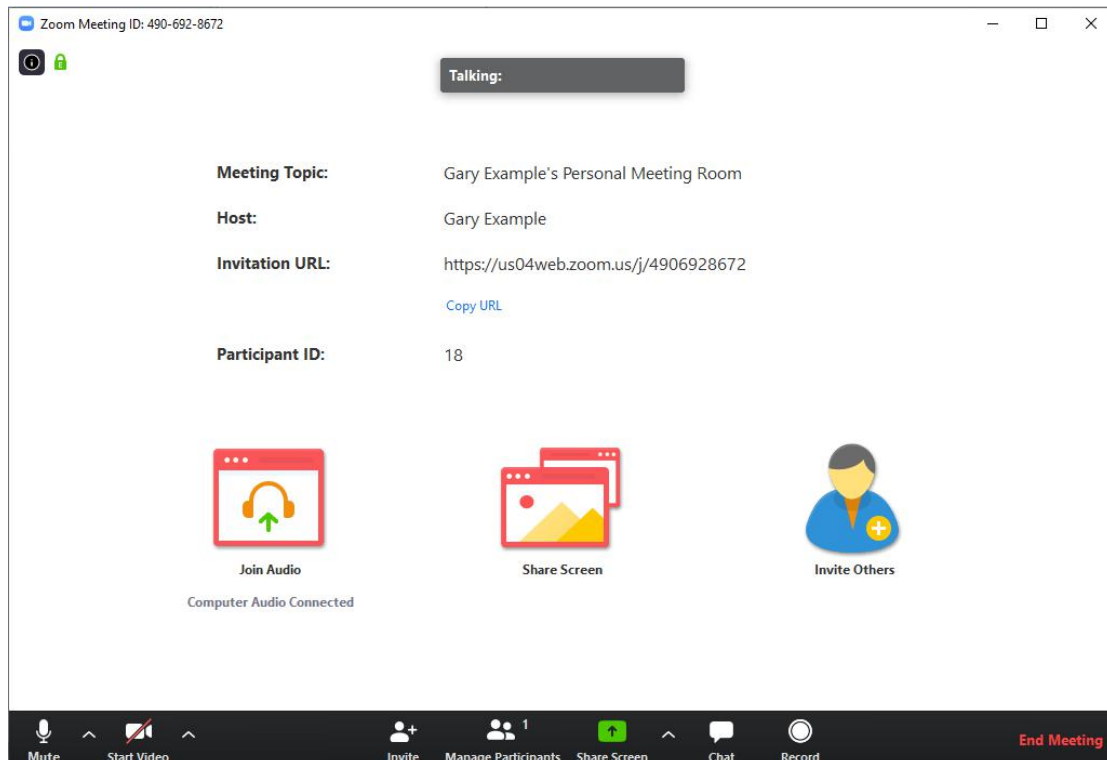 Zoom Meeting ID: 490-692-8672
Talking:
Meeting Topic: Gary Example's Personal Meeting Room
Host: Gary Example
Invitation URL: https://us04web.zoom.us/j/4906928672
Copy URL
Participant ID: 18
Join Audio Share Screen Invite Others
Computer Audio Connected
1
Mute Start Video Invite Manage Participants Share Screen Chat Record End Meeting